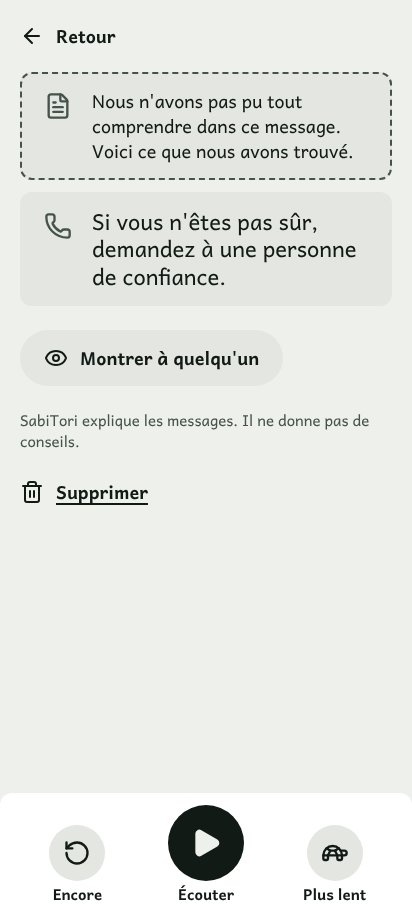 Retour
Nous n'avons pas pu tout
comprendre dans ce message.
Voici ce que nous avons trouvé.
Si vous n'êtes pas sûr,
demandez à une personne
de confiance.
Montrer à quelqu'un
SabiTori explique les messages. Il ne donne pas de
conseils.
Supprimer
Encore
Écouter
Plus lent